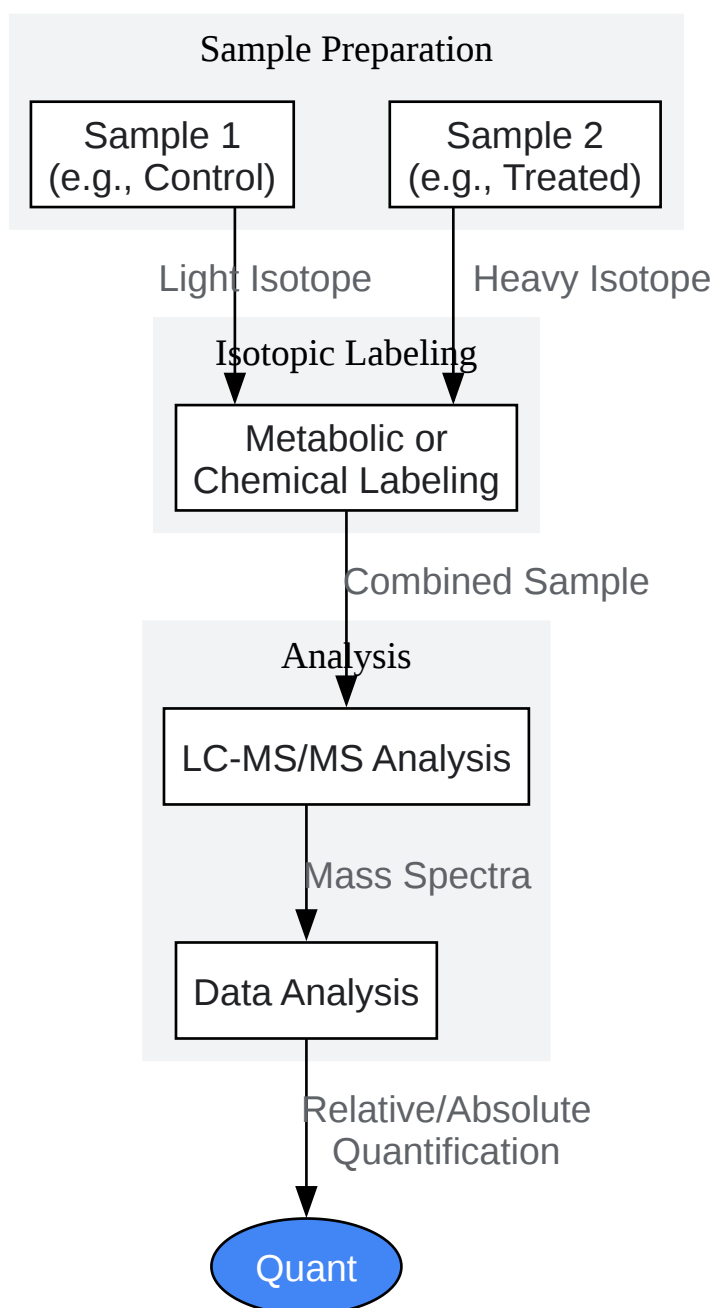 Sample Preparation
Sample 1
(e.g., Control)
Sample 2
(e.g., Treated)
Light Isotope
Heavy Isotope
Isotopic Labeling
Metabolic or
Chemical Labeling
Combined Sample
Analysis
LC-MS/MS Analysis
Mass Spectra
Data Analysis
Relative/Absolute
Quantification
Quant